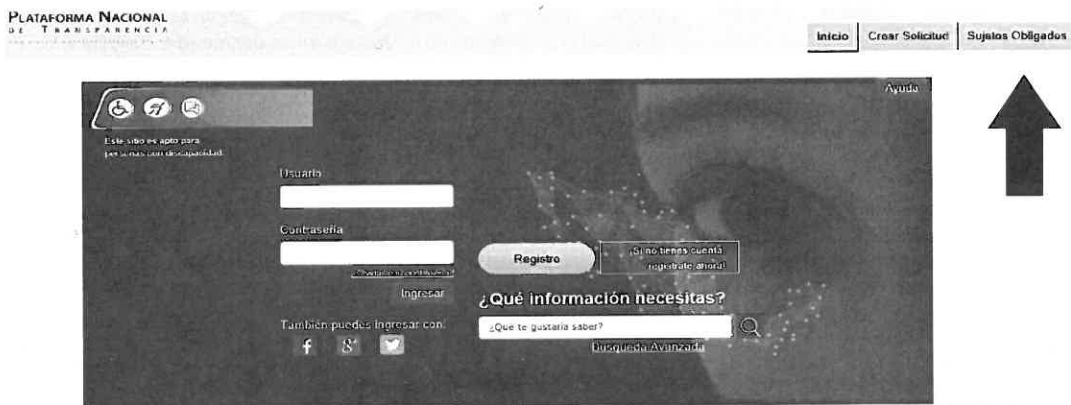 PLATAFORMA NACIONAL
DE TRANSPARENCIA
Inicio
Crear Solicitud
Sujetos Obligados
Ayuda
Este sitio es apto para
personas con discapacidad
Usuario
Contraseña
Ingresar
También puedes Ingresar con:
f g+
Registro
¡Si no tienes cuenta
regístrate ahora!
¿Qué información necesitas?
¿Que te gustaría saber?
Busqueda Avanzada